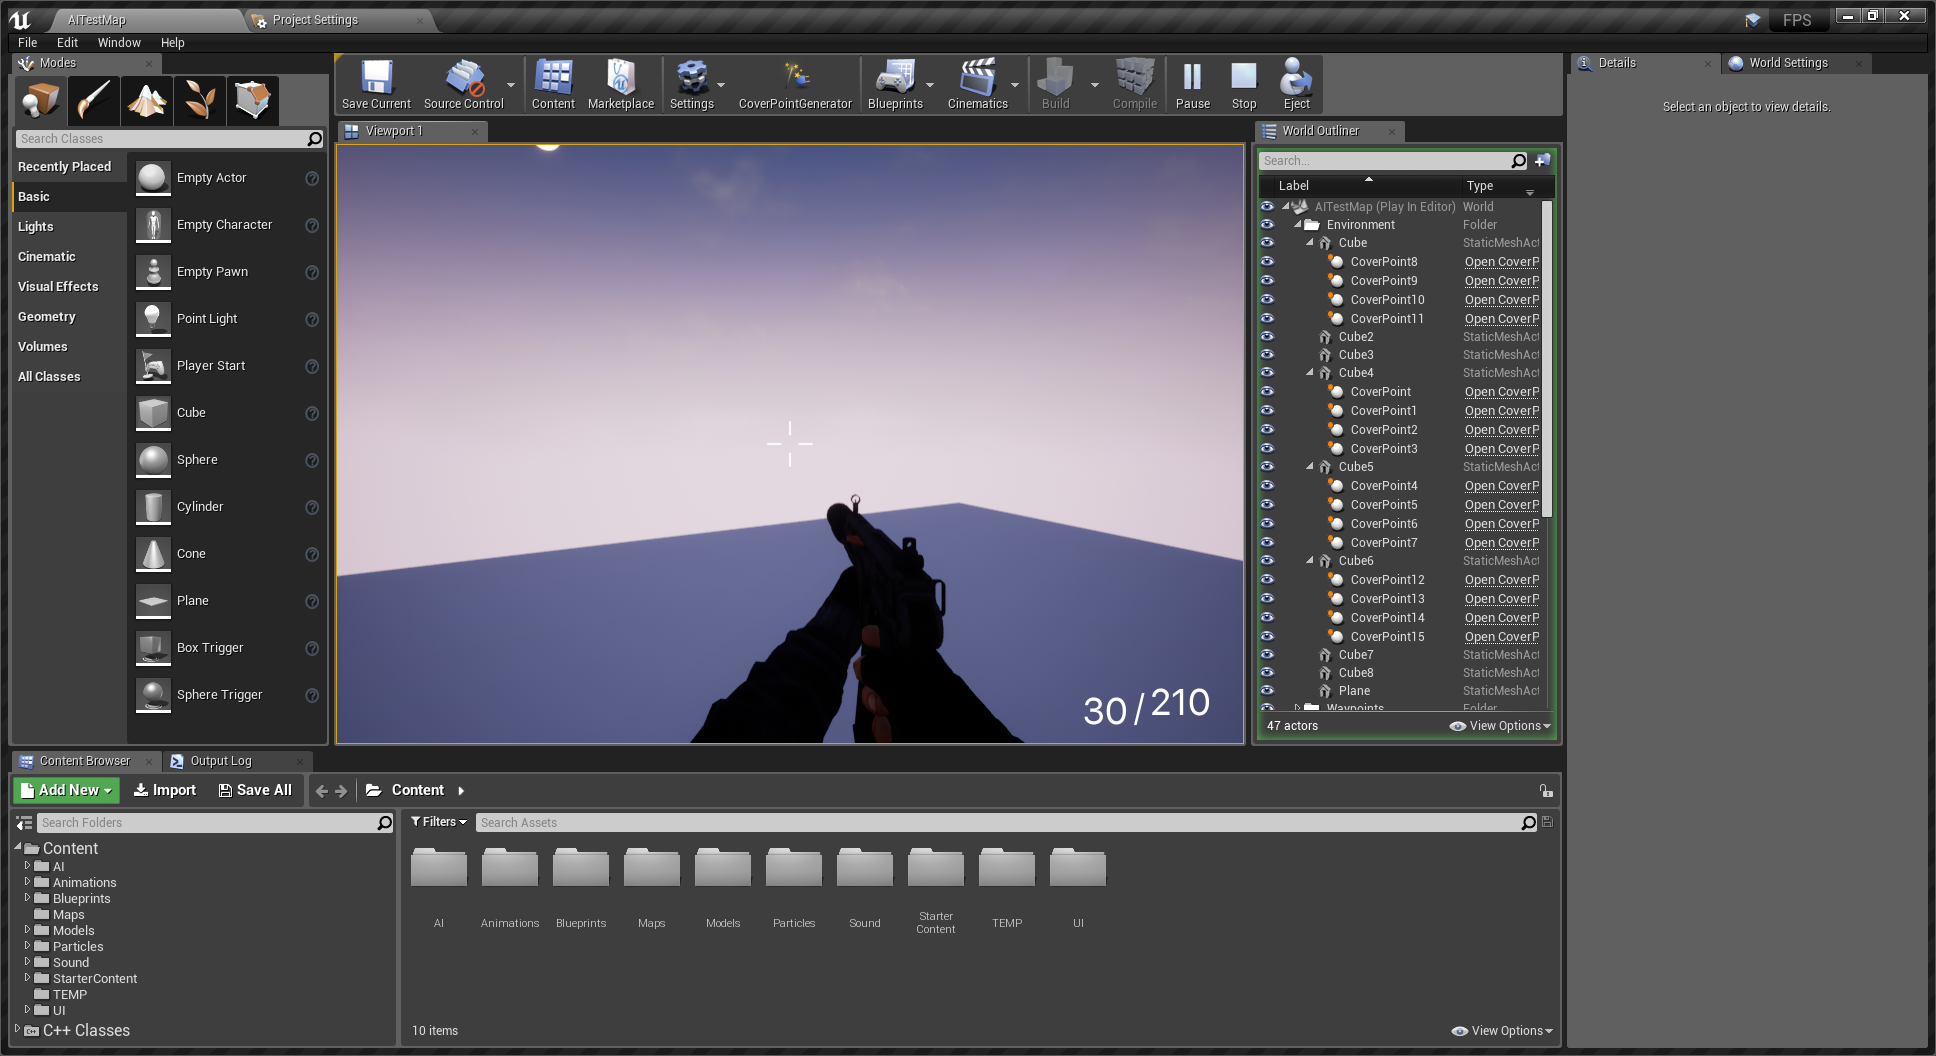 AITestMap
Project Settings
FPS
File Edit Window Help
Modes
Search Classes
Recently Placed
Basic
Lights
Cinematic
Visual Effects
Geometry
Volumes
All Classes
Empty Actor
Empty Character
Empty Pawn
Point Light
Player Start
Cube
Sphere
Cylinder
Cone
Plane
Box Trigger
Sphere Trigger
Save Current
Source Control
Content
Marketplace
Settings
CoverPointGenerator
Blueprints
Cinematics
Build
Compile
Pause
Stop
Eject
Viewport 1
30 / 210
World Outliner
Search...
Label Type
AITestMap (Play In Editor) World
Environment Folder
Cube StaticMeshAct
CoverPoint8 Open CoverP
CoverPoint9 Open CoverP
CoverPoint10 Open CoverP
CoverPoint11 Open CoverP
Cube2 StaticMeshAct
Cube3 StaticMeshAct
Cube4 StaticMeshAct
CoverPoint Open CoverP
CoverPoint1 Open CoverP
CoverPoint2 Open CoverP
CoverPoint3 Open CoverP
Cube5 StaticMeshAct
CoverPoint4 Open CoverP
CoverPoint5 Open CoverP
CoverPoint6 Open CoverP
CoverPoint7 Open CoverP
Cube6 StaticMeshAct
CoverPoint12 Open CoverP
CoverPoint13 Open CoverP
CoverPoint14 Open CoverP
CoverPoint15 Open CoverP
Cube7 StaticMeshAct
Cube8 StaticMeshAct
Plane StaticMeshAct
Waypoints Folder
47 actors
View Options
Details
World Settings
Select an object to view details.
Content Browser
Output Log
Add New
Import
Save All
Content
Search Folders
Content
AI
Animations
Blueprints
Maps
Models
Particles
Sound
StarterContent
TEMP
UI
C++ Classes
Filters
Search Assets
AI
Animations
Blueprints
Maps
Models
Particles
Sound
Starter
Content
TEMP
UI
10 items
View Options